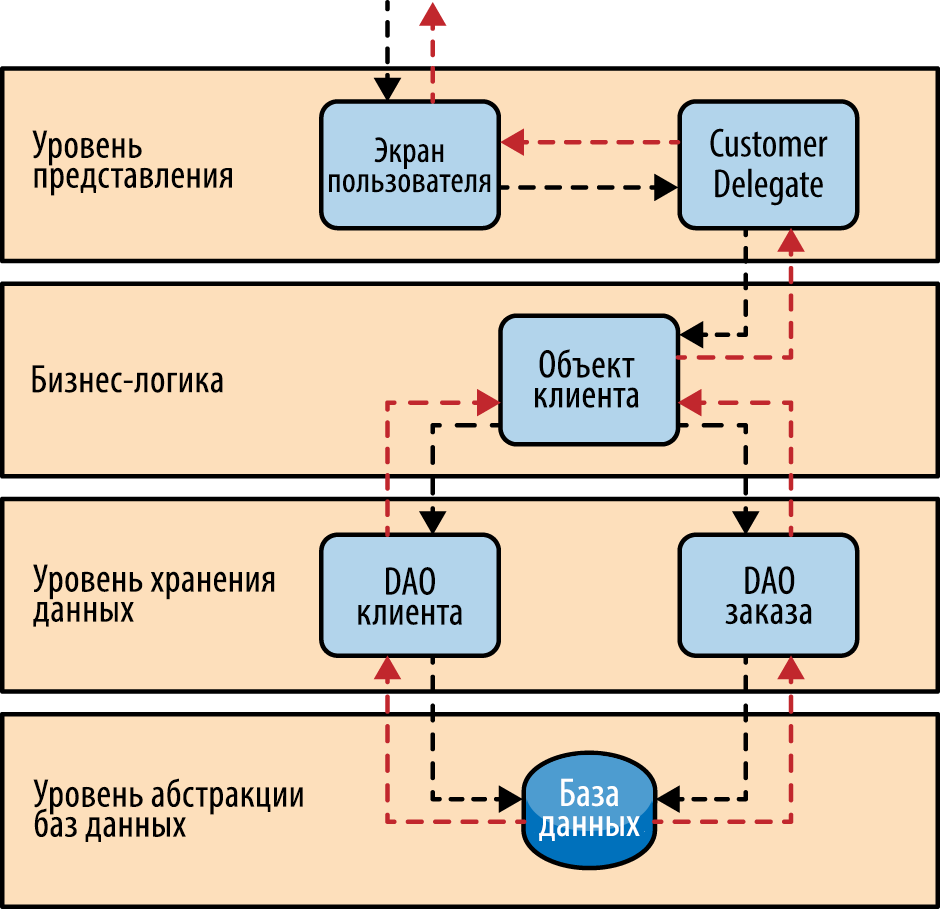 Уровень
представления
Экран
пользователя
Customer
Delegate
Бизнес-логика
Объект
клиента
Уровень хранения
данных
DAO
клиента
DAO
заказа
Уровень абстракции
баз данных
База
данных